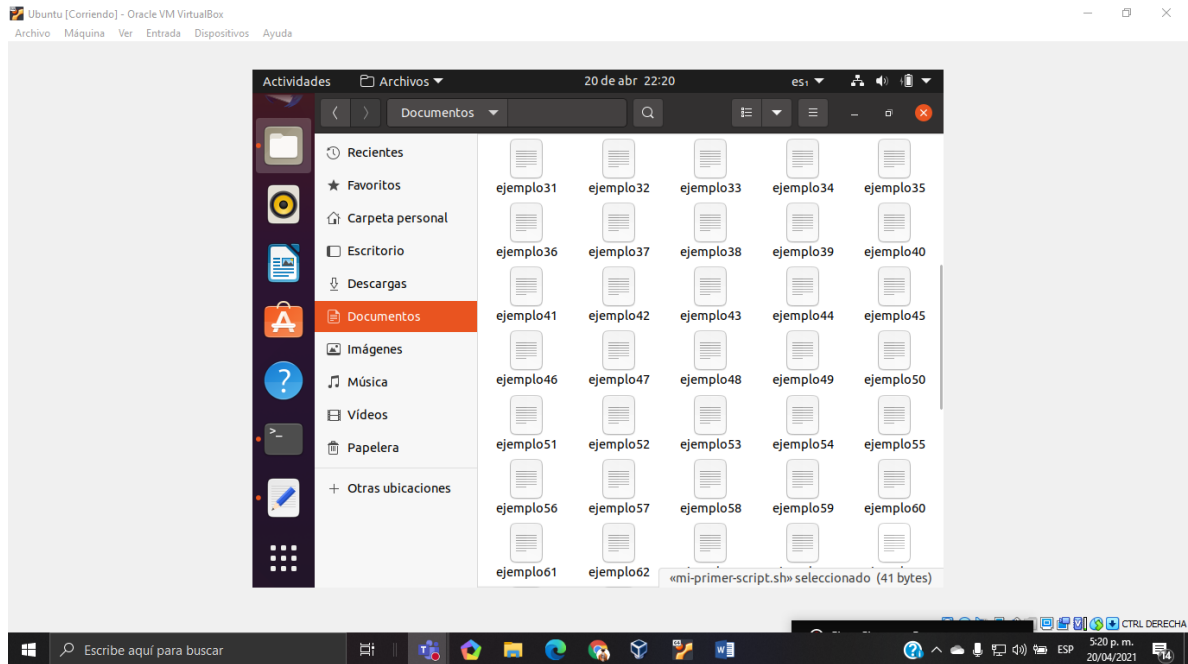 Ubuntu [Corriendo] - Oracle VM VirtualBox
Archivo Máquina Ver Entrada Dispositivos Ayuda
Actividades Archivos 20 de abr 22:20 es₁
Documentos
Recientes
Favoritos
Carpeta personal
Escritorio
Descargas
Documentos
Imágenes
Música
Vídeos
Papelera
+ Otras ubicaciones
ejemplo31 ejemplo32 ejemplo33 ejemplo34 ejemplo35
ejemplo36 ejemplo37 ejemplo38 ejemplo39 ejemplo40
ejemplo41 ejemplo42 ejemplo43 ejemplo44 ejemplo45
ejemplo46 ejemplo47 ejemplo48 ejemplo49 ejemplo50
ejemplo51 ejemplo52 ejemplo53 ejemplo54 ejemplo55
ejemplo56 ejemplo57 ejemplo58 ejemplo59 ejemplo60
ejemplo61 ejemplo62
«mi-primer-script.sh» seleccionado (41 bytes)
CTRL DERECHA
Escribe aquí para buscar
ESP
5:20 p. m.
20/04/2021
14